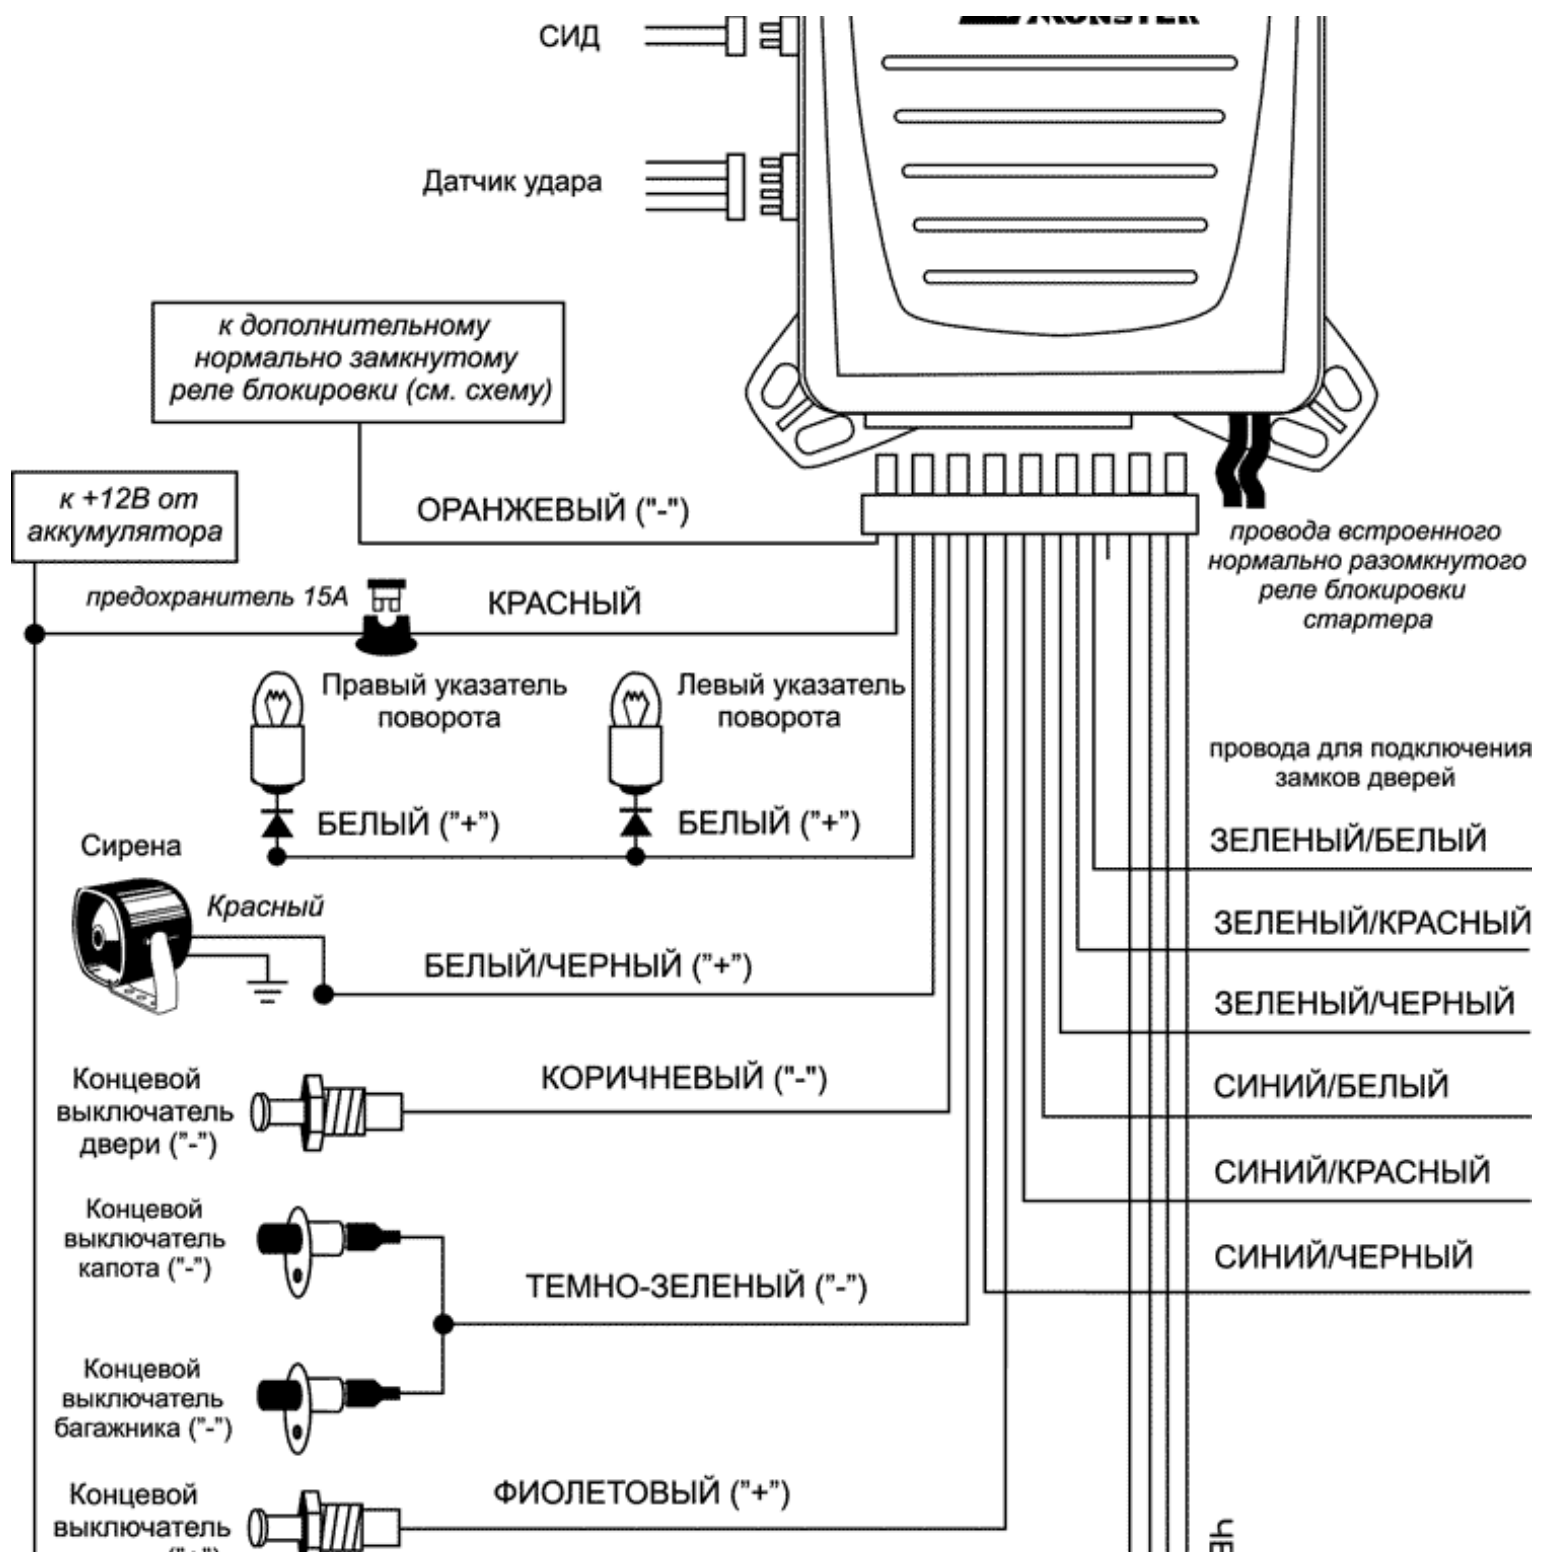 MONSTER
СИД
Датчик удара
к дополнительному
нормально замкнутому
реле блокировки (см. схему)
к +12В от
аккумулятора
ОРАНЖЕВЫЙ ("-")
провода встроенного
нормально разомкнутого
реле блокировки
стартера
предохранитель 15А
КРАСНЫЙ
Правый указатель
поворота
Левый указатель
поворота
провода для подключения
замков дверей
БЕЛЫЙ ("+")
БЕЛЫЙ ("+")
ЗЕЛЕНЫЙ/БЕЛЫЙ
Сирена
Красный
ЗЕЛЕНЫЙ/КРАСНЫЙ
БЕЛЫЙ/ЧЕРНЫЙ ("+")
ЗЕЛЕНЫЙ/ЧЕРНЫЙ
Концевой
выключатель
двери ("-")
КОРИЧНЕВЫЙ ("-")
СИНИЙ/БЕЛЫЙ
СИНИЙ/КРАСНЫЙ
Концевой
выключатель
капота ("-")
СИНИЙ/ЧЕРНЫЙ
ТЕМНО-ЗЕЛЕНЫЙ ("-")
Концевой
выключатель
багажника ("-")
ФИОЛЕТОВЫЙ ("+")
Концевой
выключатель
("+")
ЧЕ